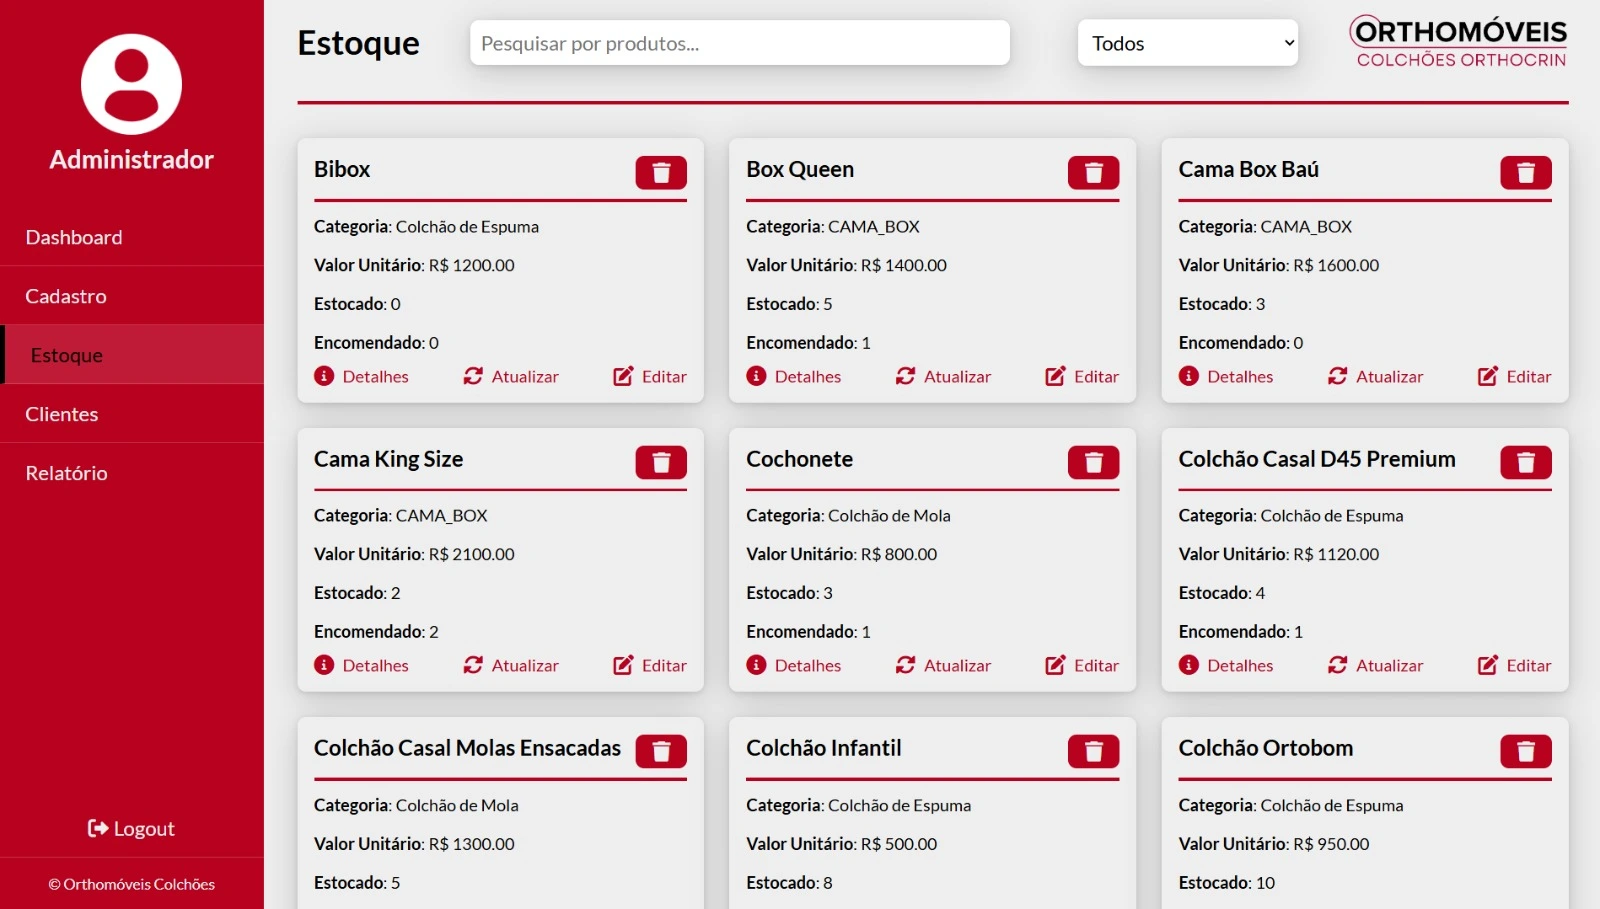 Administrador
Dashboard
Cadastro
Estoque
Clientes
Relatório
Logout
© Orthomóveis Colchões
Estoque
Pesquisar por produtos...
Todos
ORTHOMÓVEIS
COLCHÕES ORTHOCRIN
Bibox
Categoria: Colchão de Espuma
Valor Unitário: R$ 1200.00
Estocado: 0
Encomendado: 0
Detalhes Atualizar Editar
Box Queen
Categoria: CAMA_BOX
Valor Unitário: R$ 1400.00
Estocado: 5
Encomendado: 1
Detalhes Atualizar Editar
Cama Box Baú
Categoria: CAMA_BOX
Valor Unitário: R$ 1600.00
Estocado: 3
Encomendado: 0
Detalhes Atualizar Editar
Cama King Size
Categoria: CAMA_BOX
Valor Unitário: R$ 2100.00
Estocado: 2
Encomendado: 2
Detalhes Atualizar Editar
Cochonete
Categoria: Colchão de Mola
Valor Unitário: R$ 800.00
Estocado: 3
Encomendado: 1
Detalhes Atualizar Editar
Colchão Casal D45 Premium
Categoria: Colchão de Espuma
Valor Unitário: R$ 1120.00
Estocado: 4
Encomendado: 1
Detalhes Atualizar Editar
Colchão Casal Molas Ensacadas
Categoria: Colchão de Mola
Valor Unitário: R$ 1300.00
Estocado: 5
Colchão Infantil
Categoria: Colchão de Espuma
Valor Unitário: R$ 500.00
Estocado: 8
Colchão Ortobom
Categoria: Colchão de Espuma
Valor Unitário: R$ 950.00
Estocado: 10